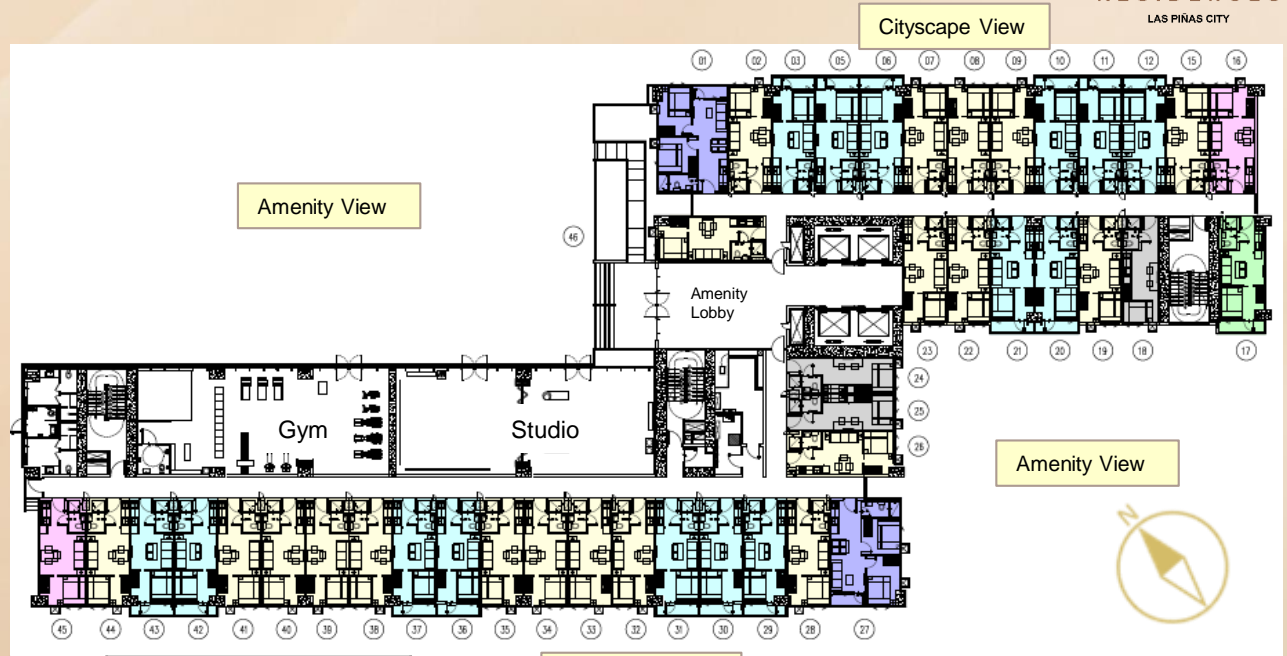 LAS PIÑAS CITY
Cityscape View
01 02 03 05 06 07 08 09 10 11 12 15 16
Amenity View
46
Amenity
Lobby
23 22 21 20 19 18 17
24
25
26
Gym
Studio
Amenity View
N
45 44 43 42 41 40 39 38 37 36 35 34 33 32 31 30 29 28 27